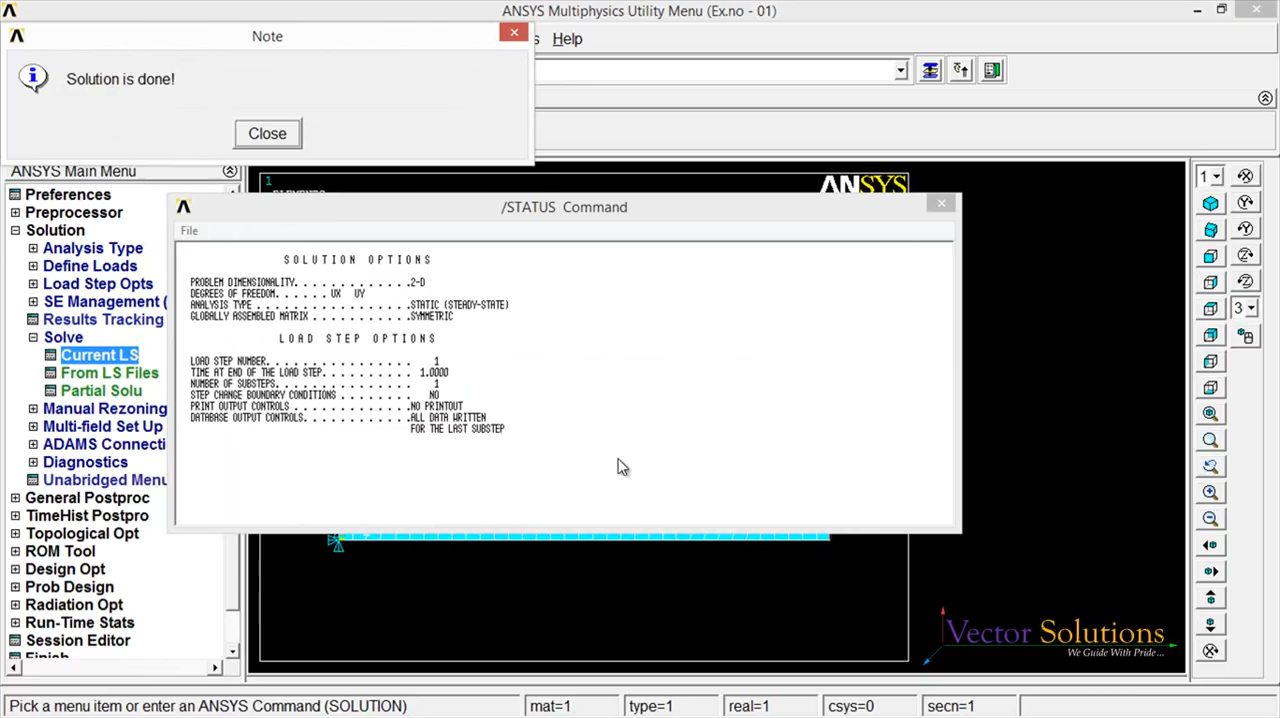 ANSYS Multiphysics Utility Menu (Ex.no - 01)
Note
Help
Solution is done!
Close
ANSYS Main Menu
1
ANSYS
1
Preferences
Preprocessor
Solution
Analysis Type
Define Loads
Load Step Opts
SE Management (
Results Tracking
Solve
Current LS
From LS Files
Partial Solu
Manual Rezoning
Multi-field Set Up
ADAMS Connecti
Diagnostics
Unabridged Menu
General Postproc
TimeHist Postpro
Topological Opt
ROM Tool
Design Opt
Prob Design
Radiation Opt
Run-Time Stats
Session Editor
Finish
/STATUS Command
File
SOLUTION OPTIONS
PROBLEM DIMENSIONALITY. . . . . . . . . . . . .2-D
DEGREES OF FREEDOM. . . . . . UX UY
ANALYSIS TYPE . . . . . . . . . . . . . . . . . .STATIC (STEADY-STATE)
GLOBALLY ASSEMBLED MATRIX . . . . . . . . . . .SYMMETRIC
LOAD STEP OPTIONS
LOAD STEP NUMBER. . . . . . . . . . . . . . . . 1
TIME AT END OF THE LOAD STEP. . . . . . . . . . 1.0000
NUMBER OF SUBSTEPS. . . . . . . . . . . . . . . 1
STEP CHANGE BOUNDARY CONDITIONS . . . . . . . . NO
PRINT OUTPUT CONTROLS . . . . . . . . . . . . .NO PRINTOUT
DATABASE OUTPUT CONTROLS. . . . . . . . . . . .ALL DATA WRITTEN
FOR THE LAST SUBSTEP
3
Vector Solutions
We Guide With Pride...
Pick a menu item or enter an ANSYS Command (SOLUTION)
mat=1
type=1
real=1
csys=0
secn=1